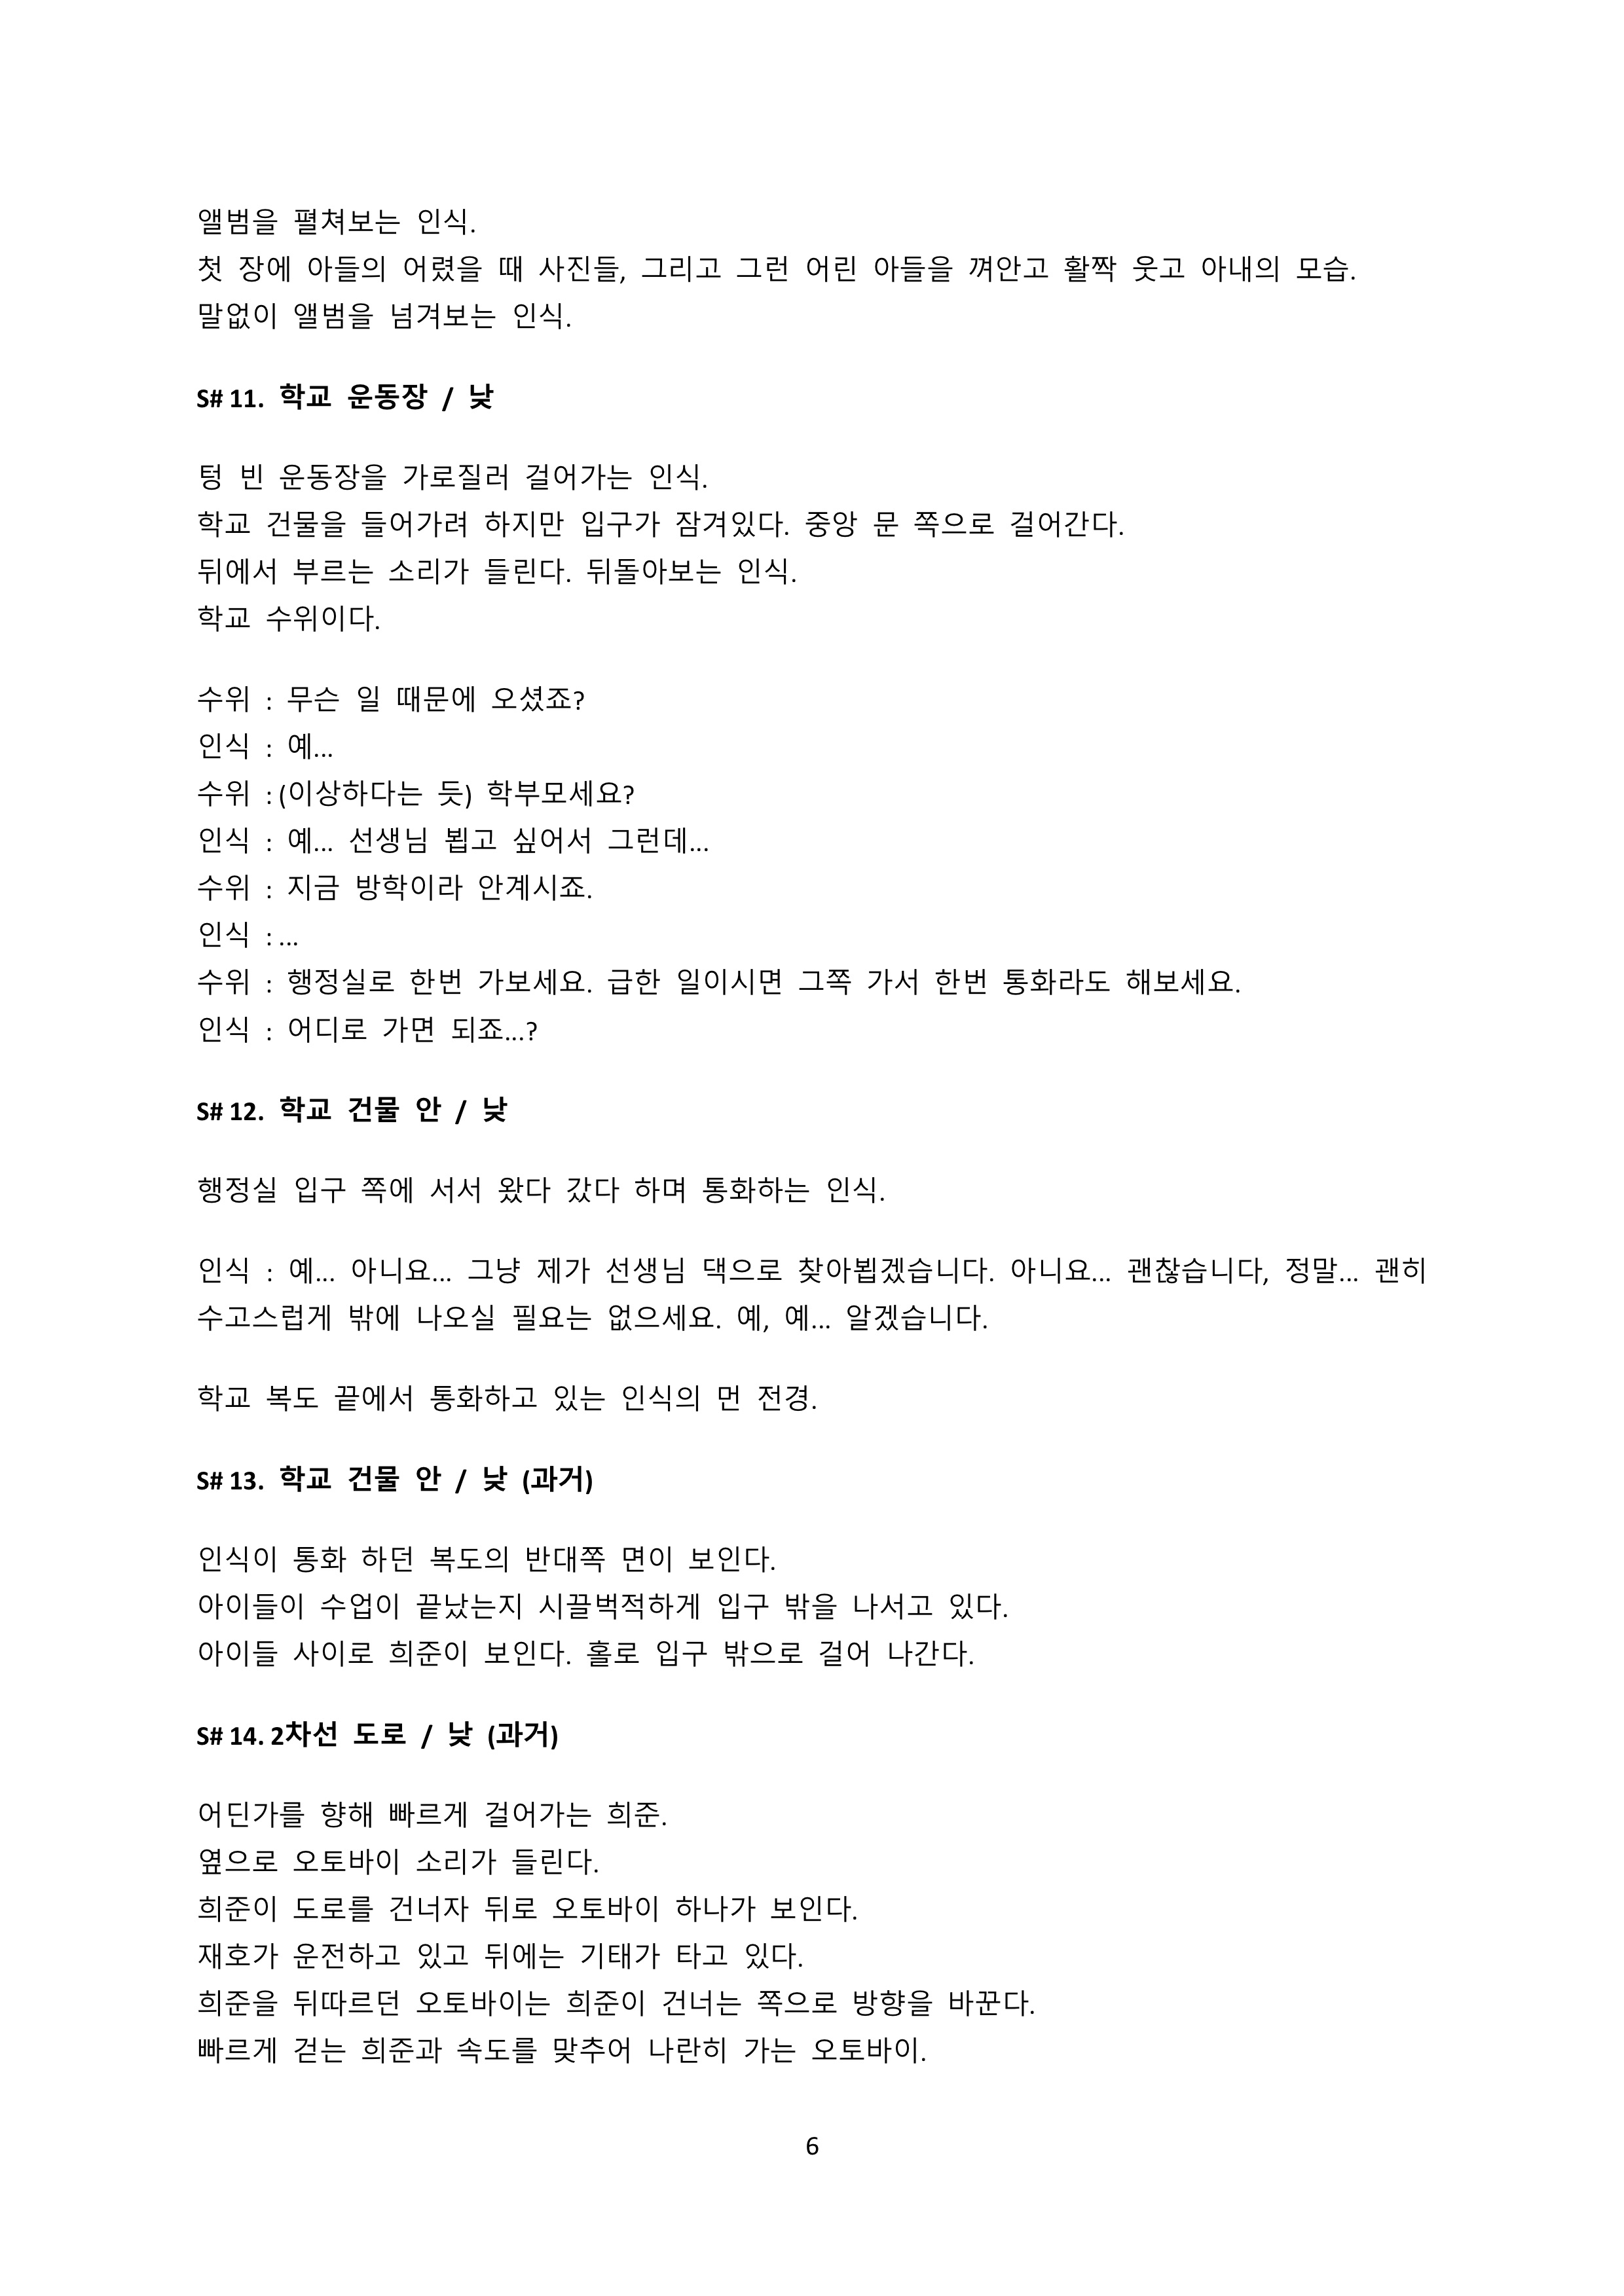 앨범을 펼쳐보는 인식.
첫 장에 아들의 어렸을 때 사진들, 그리고 그런 어린 아들을 껴안고 활짝 웃고 아내의 모습.
말없이 앨범을 넘겨보는 인식.
S# 11. 학교 운동장 / 낮
텅 빈 운동장을 가로질러 걸어가는 인식.
학교 건물을 들어가려 하지만 입구가 잠겨있다. 중앙 문 쪽으로 걸어간다.
뒤에서 부르는 소리가 들린다. 뒤돌아보는 인식.
학교 수위이다.
수위 : 무슨 일 때문에 오셨죠?
인식 : 예...
수위 : (이상하다는 듯) 학부모세요?
인식 : 예... 선생님 뵙고 싶어서 그런데...
수위 : 지금 방학이라 안계시죠.
인식 : ...
수위 : 행정실로 한번 가보세요. 급한 일이시면 그쪽 가서 한번 통화라도 해보세요.
인식 : 어디로 가면 되죠...?
S# 12. 학교 건물 안 / 낮
행정실 입구 쪽에 서서 왔다 갔다 하며 통화하는 인식.
인식 : 예... 아니요... 그냥 제가 선생님 댁으로 찾아뵙겠습니다. 아니요... 괜찮습니다, 정말... 괜히
수고스럽게 밖에 나오실 필요는 없으세요. 예, 예... 알겠습니다.
학교 복도 끝에서 통화하고 있는 인식의 먼 전경.
S# 13. 학교 건물 안 / 낮 (과거)
인식이 통화 하던 복도의 반대쪽 면이 보인다.
아이들이 수업이 끝났는지 시끌벅적하게 입구 밖을 나서고 있다.
아이들 사이로 희준이 보인다. 홀로 입구 밖으로 걸어 나간다.
S# 14. 2차선 도로 / 낮 (과거)
어딘가를 향해 빠르게 걸어가는 희준.
옆으로 오토바이 소리가 들린다.
희준이 도로를 건너자 뒤로 오토바이 하나가 보인다.
재호가 운전하고 있고 뒤에는 기태가 타고 있다.
희준을 뒤따르던 오토바이는 희준이 건너는 쪽으로 방향을 바꾼다.
빠르게 걷는 희준과 속도를 맞추어 나란히 가는 오토바이.
6